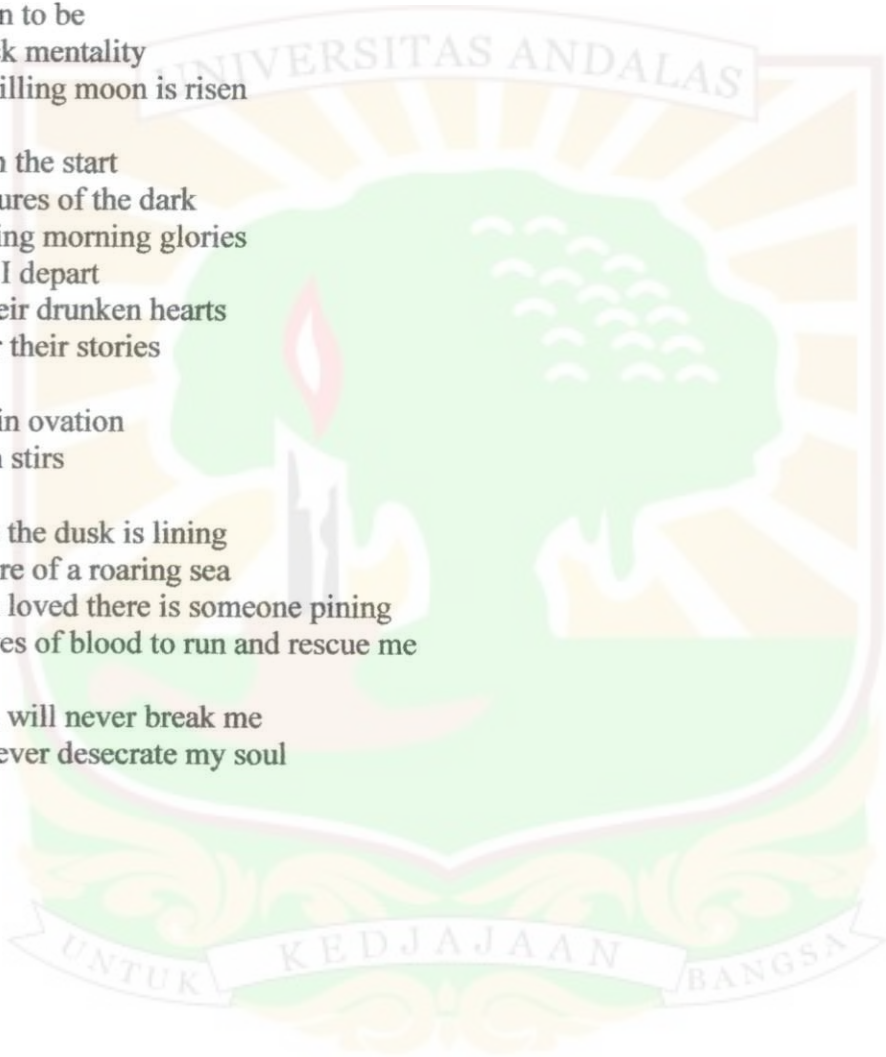 UNIVERSITAS ANDALAS
n to be
k mentality
illing moon is risen
n the start
ures of the dark
ing morning glories
I depart
eir drunken hearts
r their stories
in ovation
n stirs
the dusk is lining
re of a roaring sea
loved there is someone pining
es of blood to run and rescue me
will never break me
ever desecrate my soul
UNTUK KEDJAJAAN BANGSA